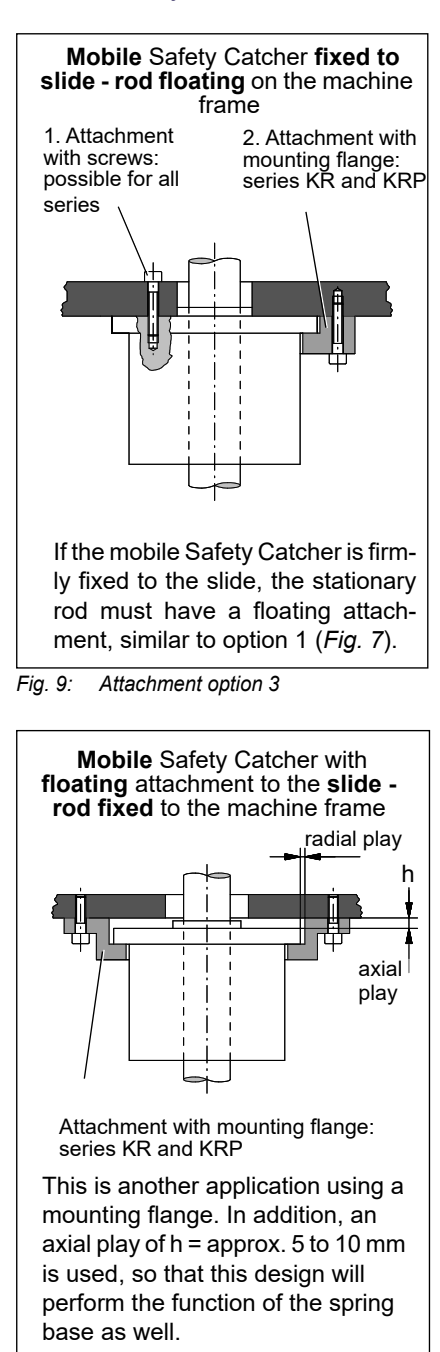 Mobile Safety Catcher fixed to
slide - rod floating on the machine
frame
1. Attachment
with screws:
possible for all
series
2. Attachment with
mounting flange:
series KR and KRP
If the mobile Safety Catcher is firm-
ly fixed to the slide, the stationary
rod must have a floating attach-
ment, similar to option 1 (Fig. 7).
Fig. 9: Attachment option 3
Mobile Safety Catcher with
floating attachment to the slide -
rod fixed to the machine frame
radial play
h
axial
play
Attachment with mounting flange:
series KR and KRP
This is another application using a
mounting flange. In addition, an
axial play of h = approx. 5 to 10 mm
is used, so that this design will
perform the function of the spring
base as well.